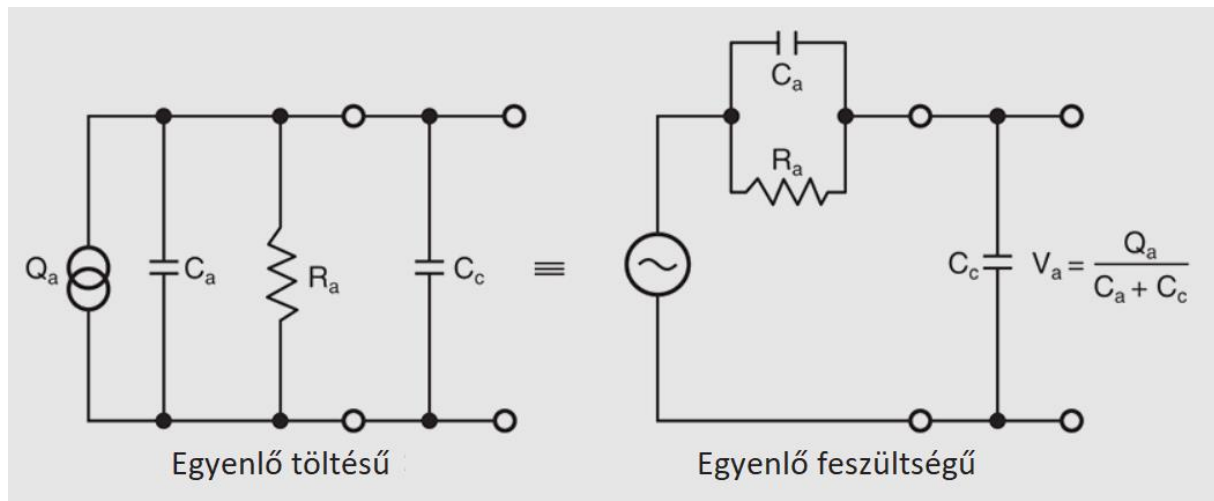 Qₐ
Cₐ
Rₐ
C꜀
≡
Cₐ
Rₐ
C꜀
Vₐ = Qₐ / (Cₐ + C꜀)
Egyenlő töltésű
Egyenlő feszültségű